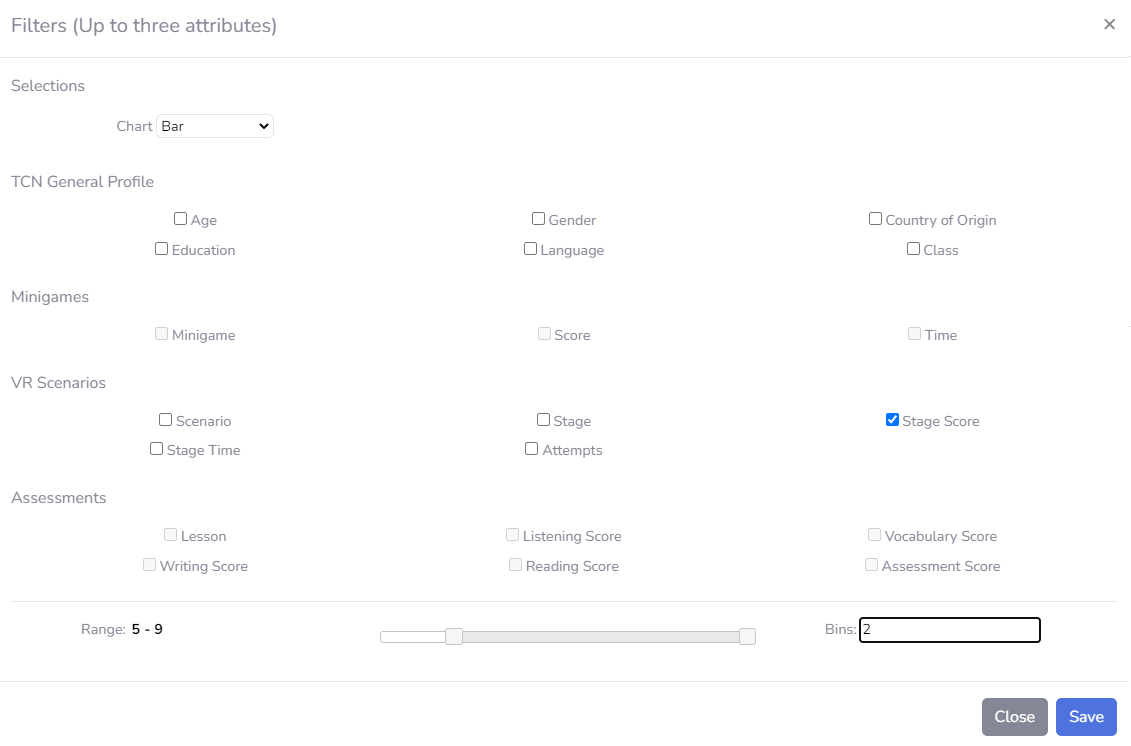 Filters (Up to three attributes)
×
Selections
Chart Bar
TCN General Profile
Age Gender Country of Origin
Education Language Class
Minigames
Minigame Score Time
VR Scenarios
Scenario Stage Stage Score
Stage Time Attempts
Assessments
Lesson Listening Score Vocabulary Score
Writing Score Reading Score Assessment Score
Range: 5 - 9 Bins: 2
Close Save